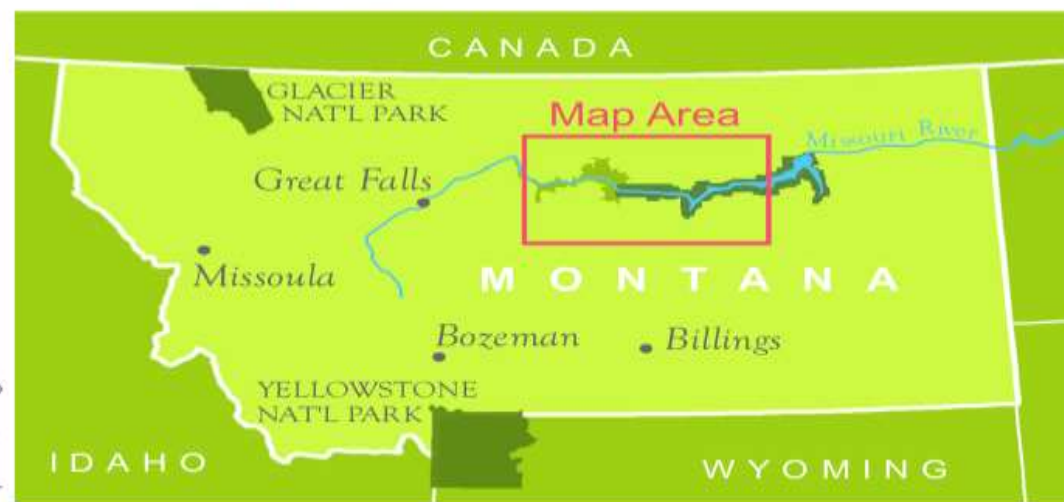 CANADA
GLACIER
NAT'L PARK
Map Area
Missouri River
Great Falls
Missoula
MONTANA
Bozeman
Billings
YELLOWSTONE
NAT'L PARK
IDAHO
WYOMING